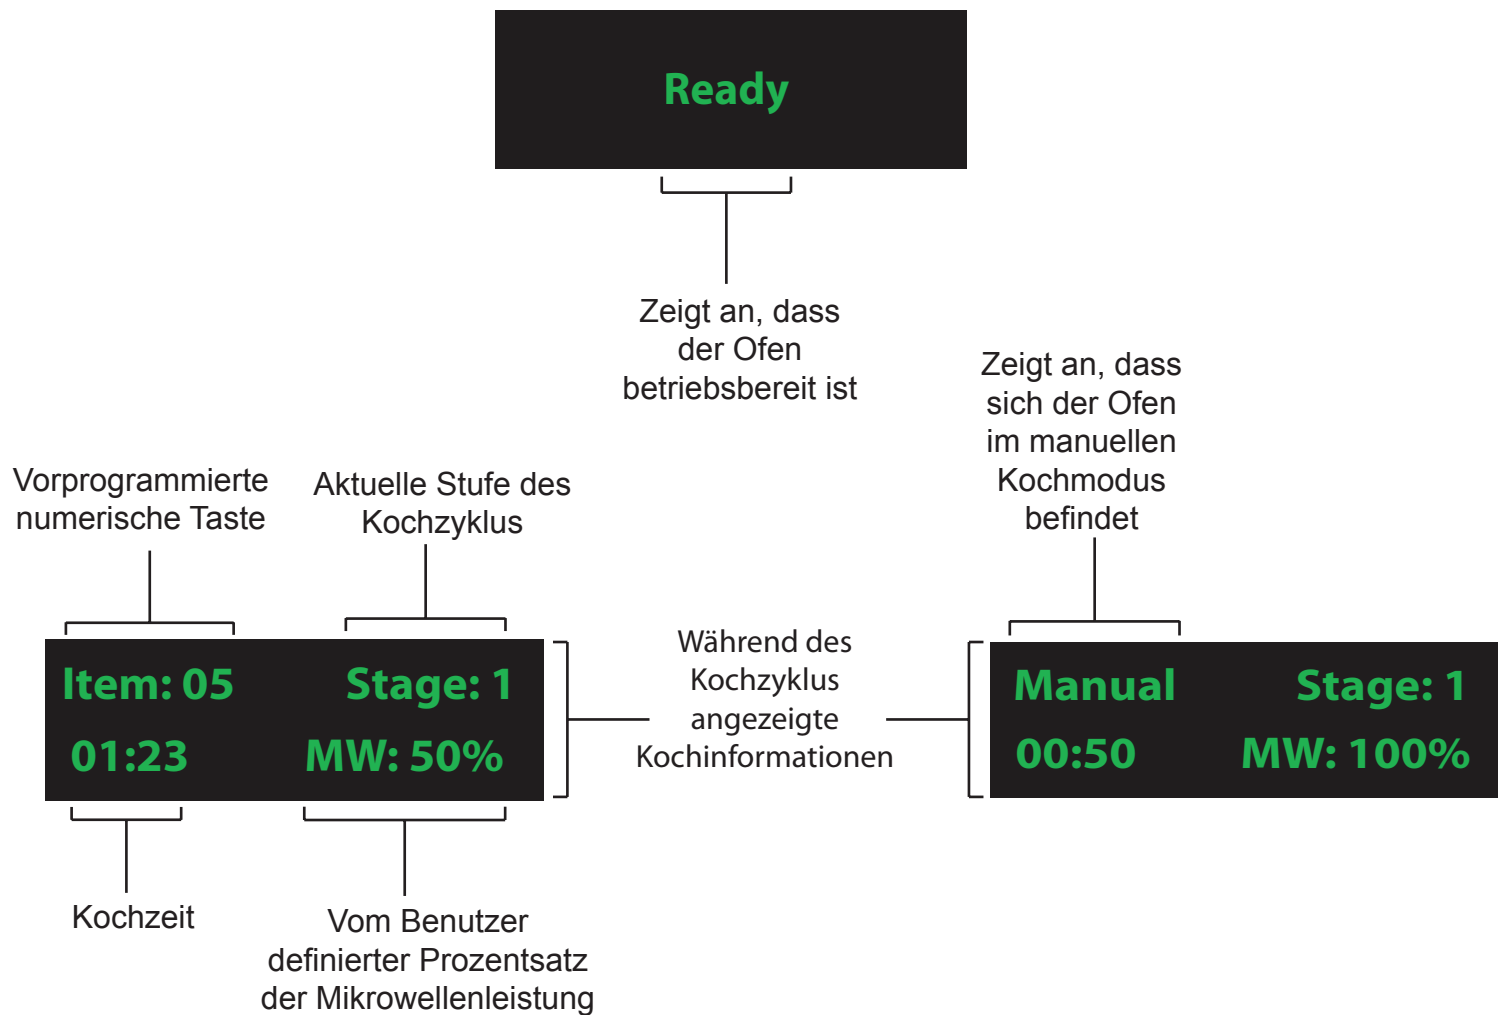 Ready
Zeigt an, dass
der Ofen
betriebsbereit ist
Zeigt an, dass
sich der Ofen
im manuellen
Kochmodus
befindet
Vorprogrammierte
numerische Taste
Aktuelle Stufe des
Kochzyklus
Item: 05 Stage: 1
01:23 MW: 50%
Während des
Kochzyklus
angezeigte
Kochinformationen
Manual Stage: 1
00:50 MW: 100%
Kochzeit
Vom Benutzer
definierter Prozentsatz
der Mikrowellenleistung